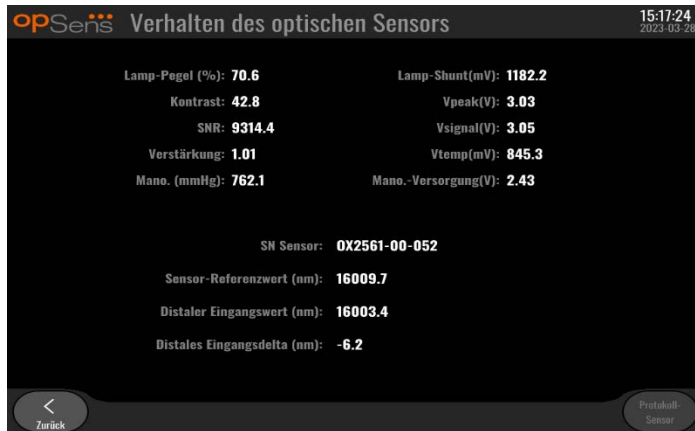 opSens Verhalten des optischen Sensors 15:17:24
2023-03-28
Lamp-Pegel (%): 70.6 Lamp-Shunt(mV): 1182.2
Kontrast: 42.8 Vpeak(V): 3.03
SNR: 9314.4 Vsignal(V): 3.05
Verstärkung: 1.01 Vtemp(mV): 845.3
Mano. (mmHg): 762.1 Mano.-Versorgung(V): 2.43
SN Sensor: OX2561-00-052
Sensor-Referenzwert (nm): 16009.7
Distaler Eingangswert (nm): 16003.4
Distales Eingangsdelta (nm): -6.2
Zurück
Protokoll-
Sensor